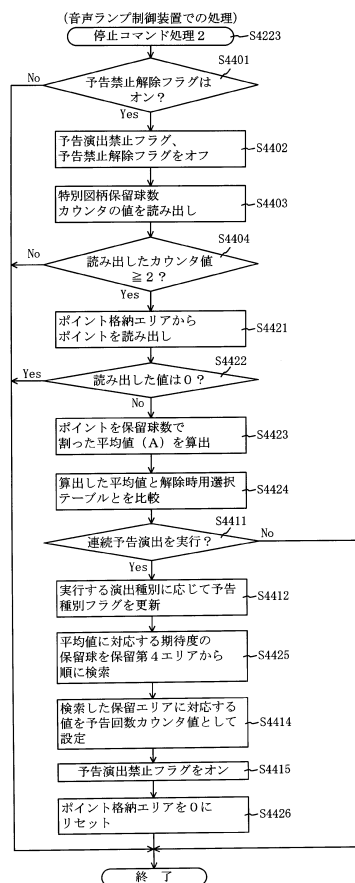 (音声ランプ制御装置での処理)
停止コマンド処理2
S4223
S4401
No
予告禁止解除フラグは
オン?
Yes
予告演出禁止フラグ、
予告禁止解除フラグをオフ
S4402
特別図柄保留球数
カウンタの値を読み出し
S4403
S4404
No
読み出したカウンタ値
≧2?
Yes
ポイント格納エリアから
ポイントを読み出し
S4421
S4422
Yes
読み出した値は0?
No
ポイントを保留球数で
割った平均値(A)を算出
S4423
算出した平均値と解除時用選択
テーブルとを比較
S4424
S4411
No
連続予告演出を実行?
Yes
実行する演出種別に応じて予告
種別フラグを更新
S4412
平均値に対応する期待度の
保留球を保留第4エリアから
順に検索
S4425
検索した保留エリアに対応する
値を予告回数カウンタ値として
設定
S4414
予告演出禁止フラグをオン
S4415
ポイント格納エリアを0に
リセット
S4426
終了